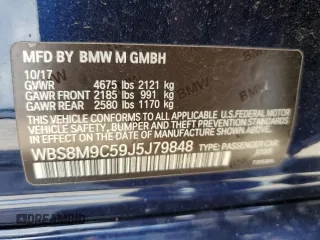 MFD BY BMW M GMBH
10/17
GVWR 4675 lbs 2121 kg
GAWR FRONT 2185 lbs 991 kg
GAWR REAR 2580 lbs 1170 kg
THIS VEHICLE CONFORMS TO ALL APPLICABLE
U.S. FEDERAL MOTOR
VEHICLE SAFETY, BUMPER, AND THEFT PREVENTION
STANDARDS IN EFFECT ON THE DATE OF
MANUFACTURE SHOWN ABOVE.
WBS8M9C59J5J79848 TYPE: PASSENGER CAR